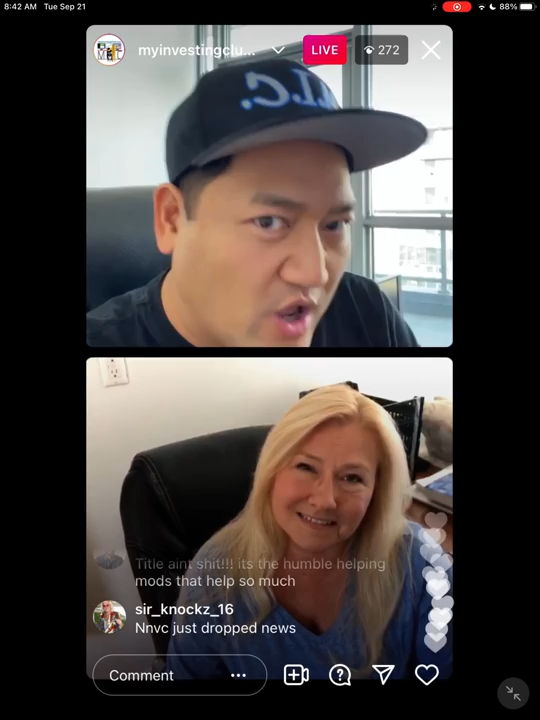 8:42 AM Tue Sep 21
88%
myinvestingclu...
LIVE
272
Title aint shit!!! its the humble helping
mods that help so much
sir_knockz_16
Nnvc just dropped news
Comment